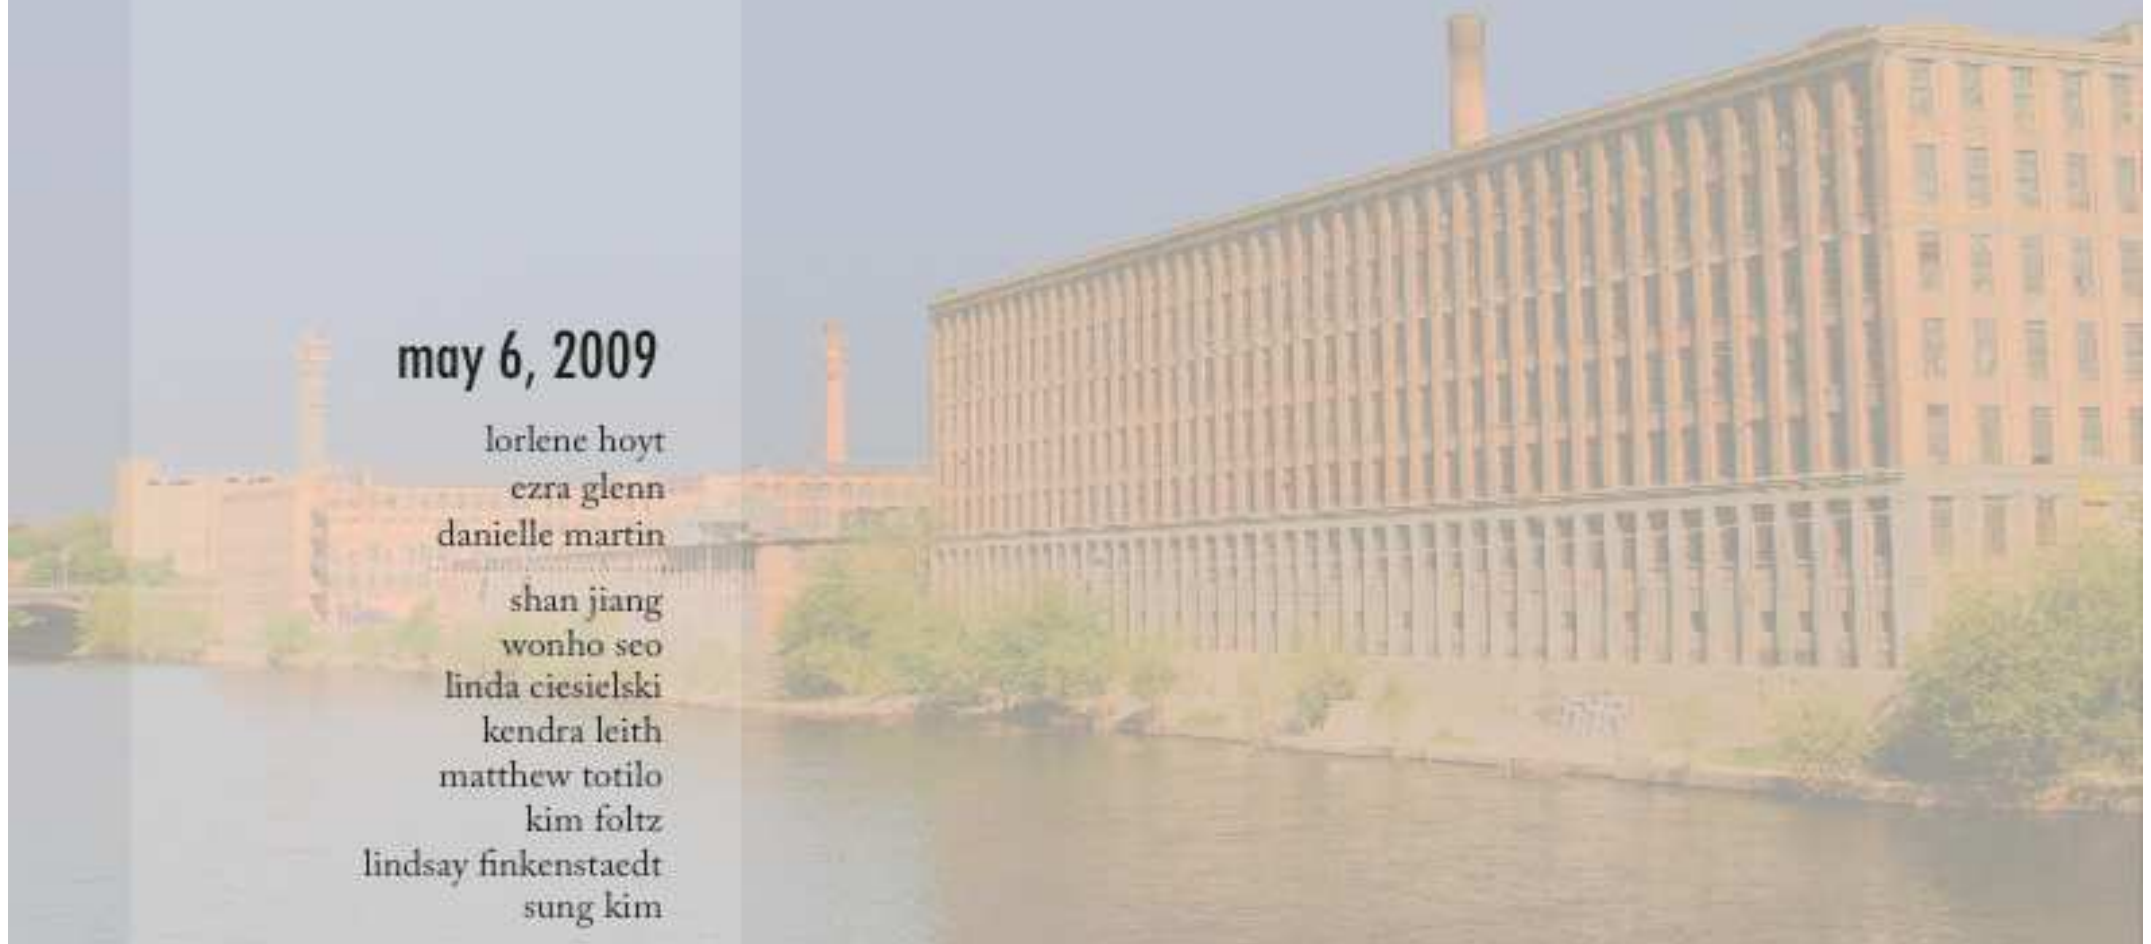 may 6, 2009
lorlene hoyt
ezra glenn
danielle martin
shan jiang
wonho seo
linda ciesielski
kendra leith
matthew totilo
kim foltz
lindsay finkenstaedt
sung kim